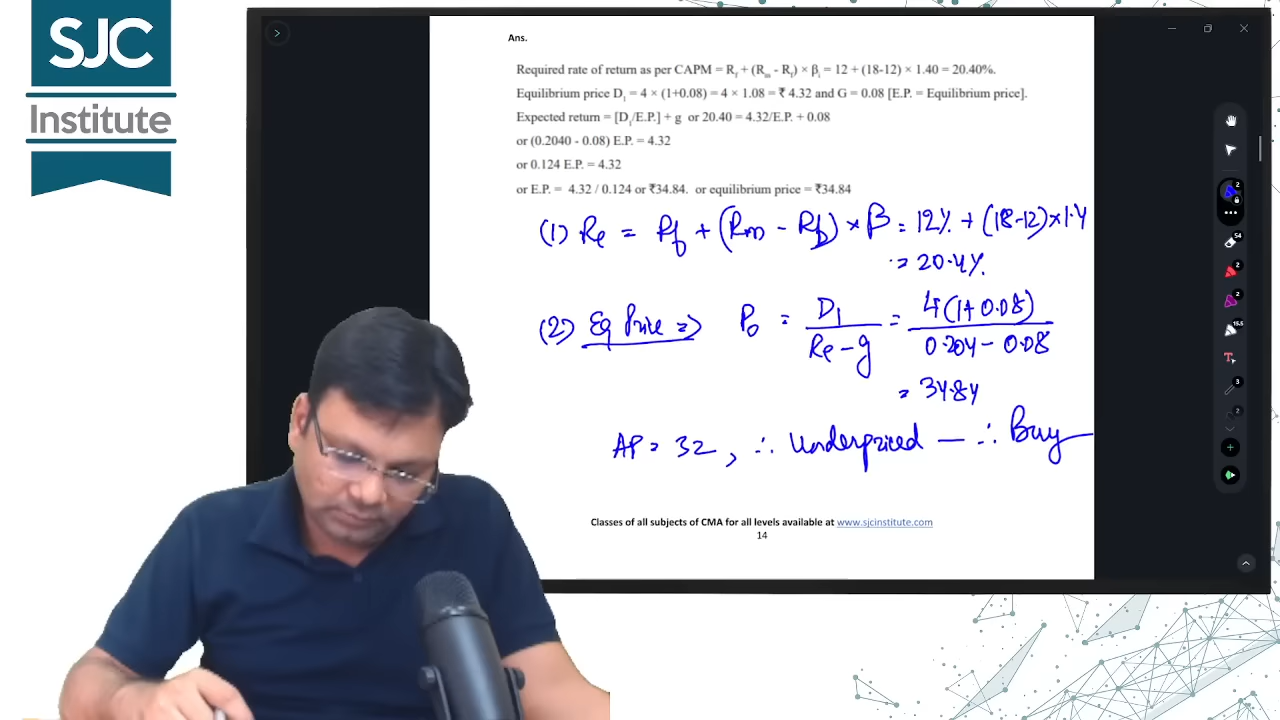 SJC
Institute
Ans.
Required rate of return as per CAPM = Rf + (Rm - Rf) × βi = 12 + (18-12) × 1.40 = 20.40%.
Equilibrium price D1 = 4 × (1+0.08) = 4 × 1.08 = ₹ 4.32 and G = 0.08 [E.P. = Equilibrium price].
Expected return = [D1/E.P.] + g or 20.40 = 4.32/E.P. + 0.08
or (0.2040 - 0.08) E.P. = 4.32
or 0.124 E.P. = 4.32
or E.P. = 4.32 / 0.124 or ₹34.84. or equilibrium price = ₹34.84
(1) Re = Rf + (Rm - Rf) × β = 12% + (18-12) × 1.4
= 20.4%
(2) Eq Price => P0 = D1 / Re - g = 4(1+0.08) / 0.204 - 0.08
= 34.84
AP = 32, ∴ Underpriced — ∴ Buy
Classes of all subjects of CMA for all levels available at www.sjcinstitute.com
14